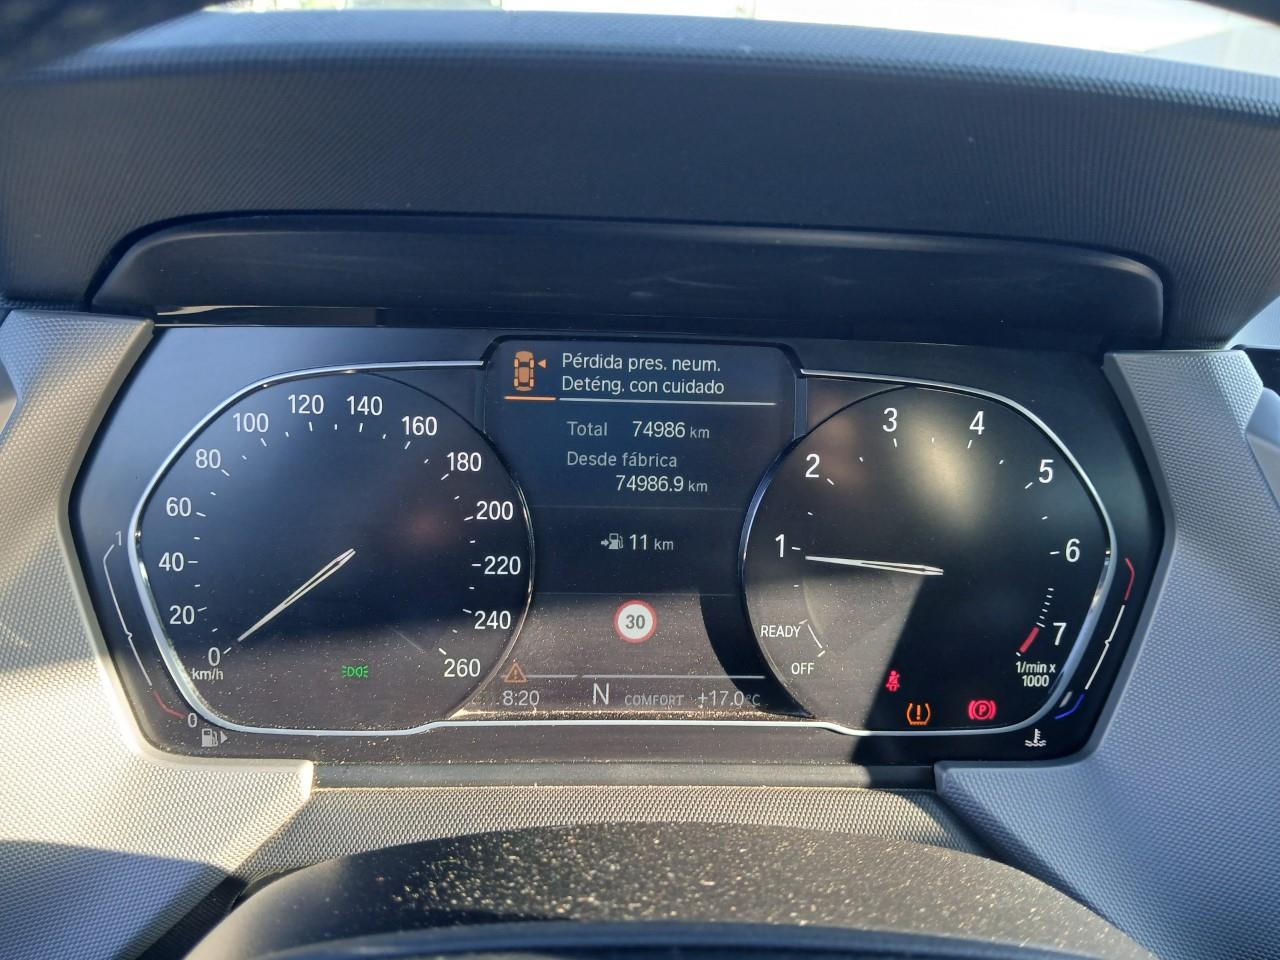 Pérdida pres. neum.
Deténg. con cuidado
Total 74986 km
Desde fábrica
74986.9 km
11 km
30
8:20 N COMFORT +17.0°C
0
20
40
60
80
100
120
140
160
180
200
220
240
260
km/h
1
0
OFF
READY
1
2
3
4
5
6
7
1/min x
1000
P